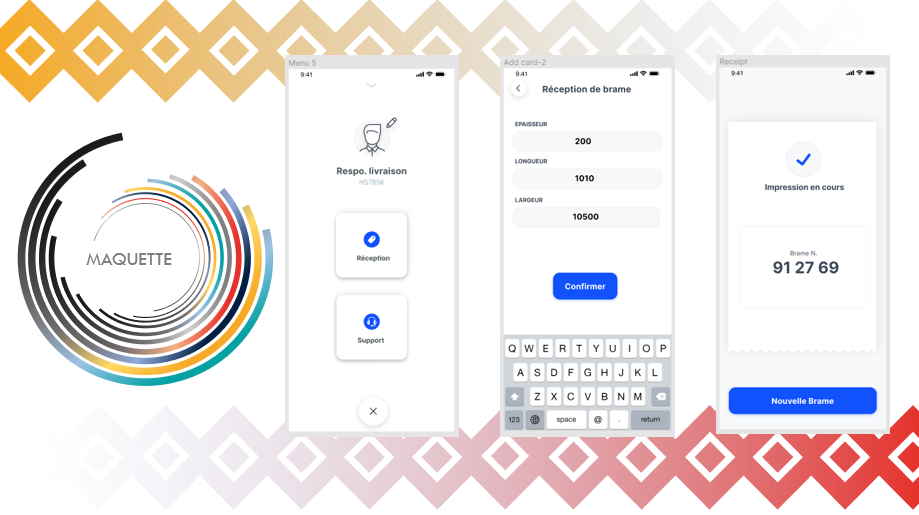 MAQUETTE
Menu 5
9:41
Respo. livraison
HS785K
Réception
Support
Add card-2
9:41
Réception de brame
EPAISSEUR
200
LONGUEUR
1010
LARGEUR
10500
Confirmer
Q W E R T Y U I O P
A S D F G H J K L
Z X C V B N M
123 space @ . return
Receipt
9:41
Impression en cours
Brame N.
91 27 69
Nouvelle Brame